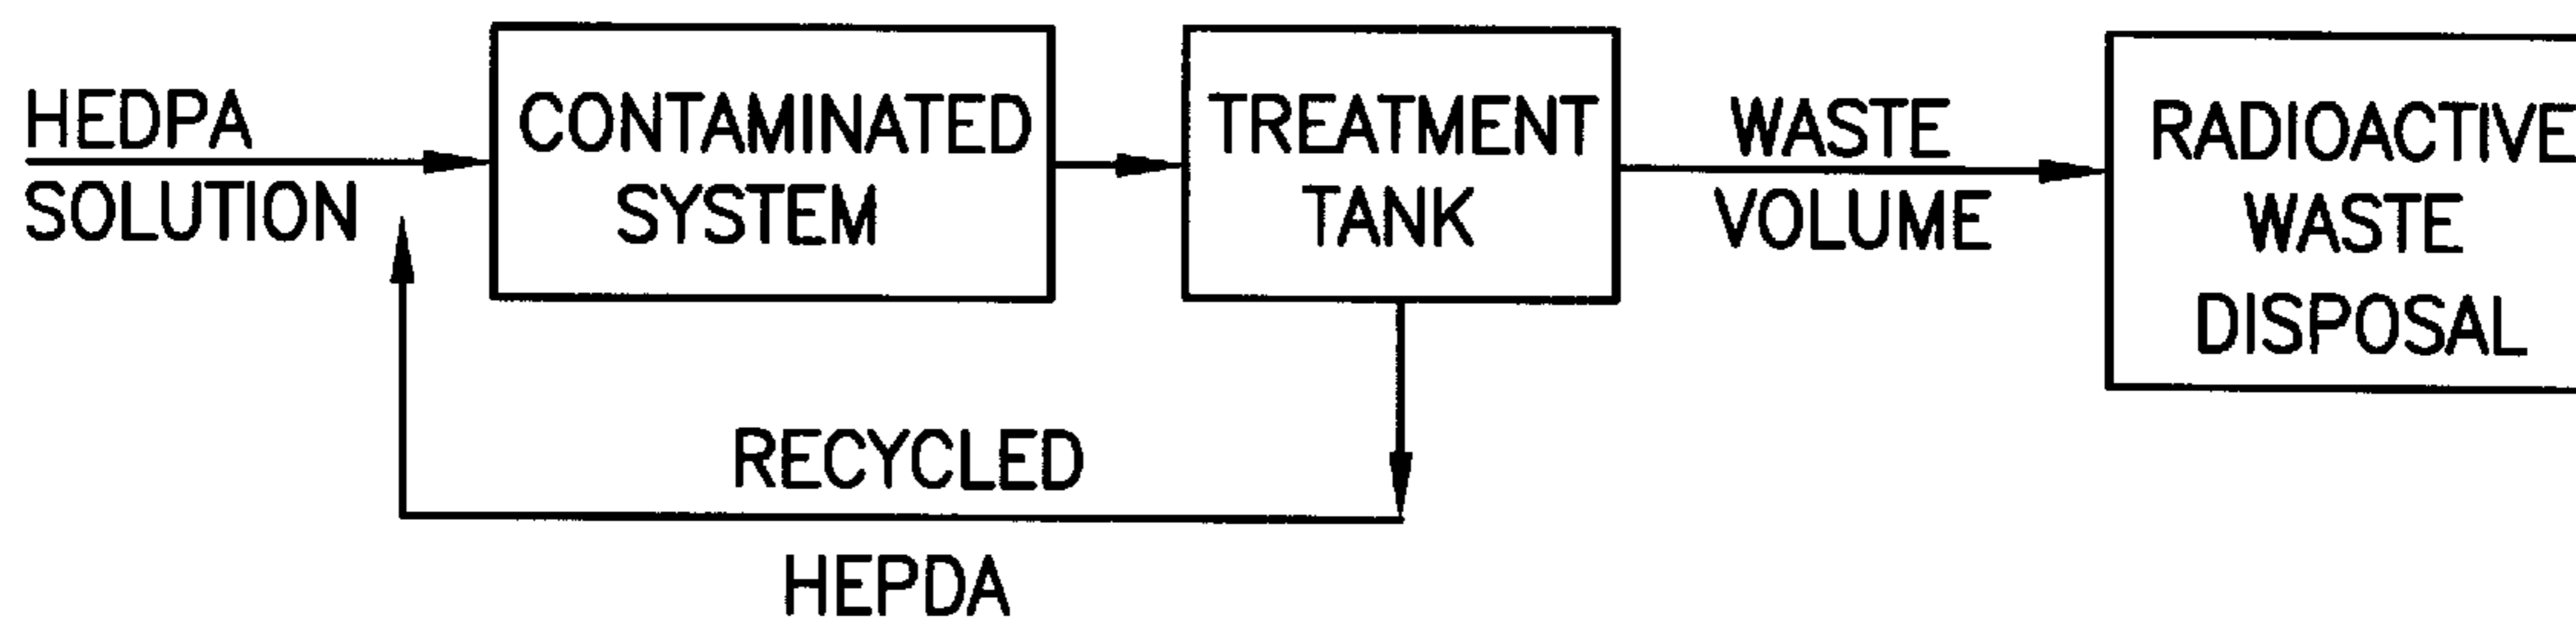 HEDPA
SOLUTION
CONTAMINATED
SYSTEM
TREATMENT
TANK
WASTE
VOLUME
RADIOACTIVE
WASTE
DISPOSAL
RECYCLED
HEPDA